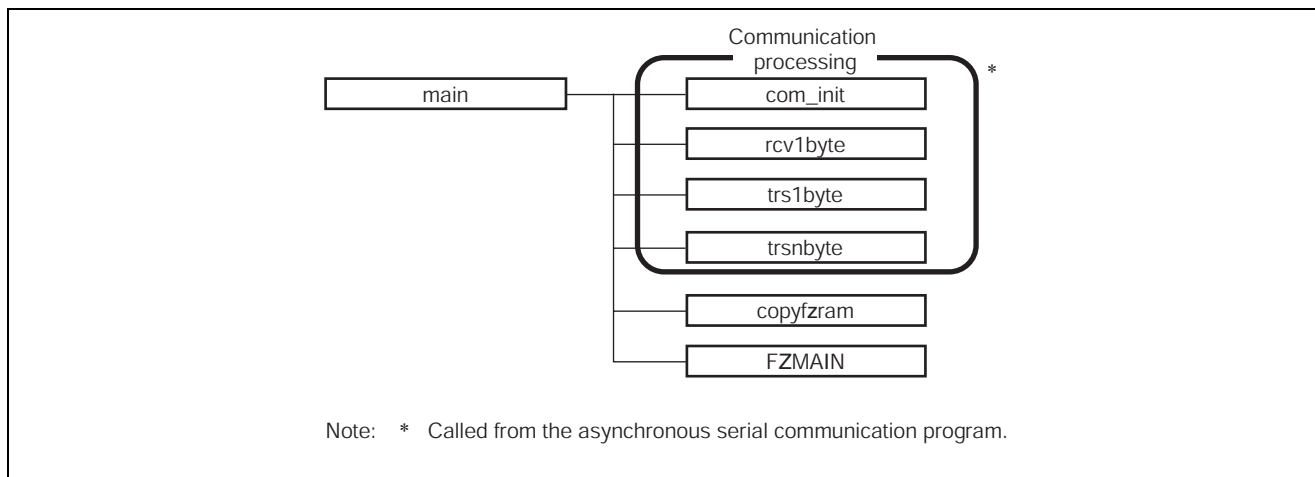 Communication
processing
*
main
com_init
rcv1byte
trs1byte
trsnbyte
copyfzram
FZMAIN
Note: * Called from the asynchronous serial communication program.